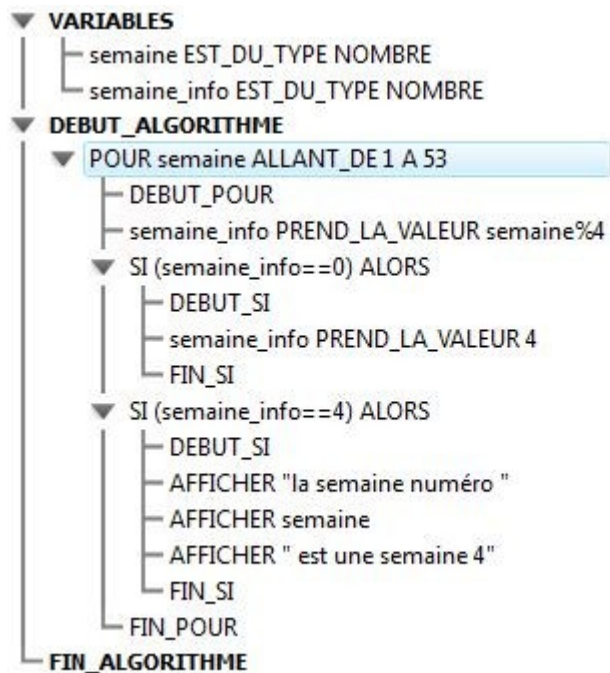 VARIABLES
semaine EST_DU_TYPE NOMBRE
semaine_info EST_DU_TYPE NOMBRE
DEBUT_ALGORITHME
POUR semaine ALLANT_DE 1 A 53
DEBUT_POUR
semaine_info PREND_LA_VALEUR semaine%4
SI (semaine_info==0) ALORS
DEBUT_SI
semaine_info PREND_LA_VALEUR 4
FIN_SI
SI (semaine_info==4) ALORS
DEBUT_SI
AFFICHER "la semaine numéro "
AFFICHER semaine
AFFICHER " est une semaine 4"
FIN_SI
FIN_POUR
FIN_ALGORITHME